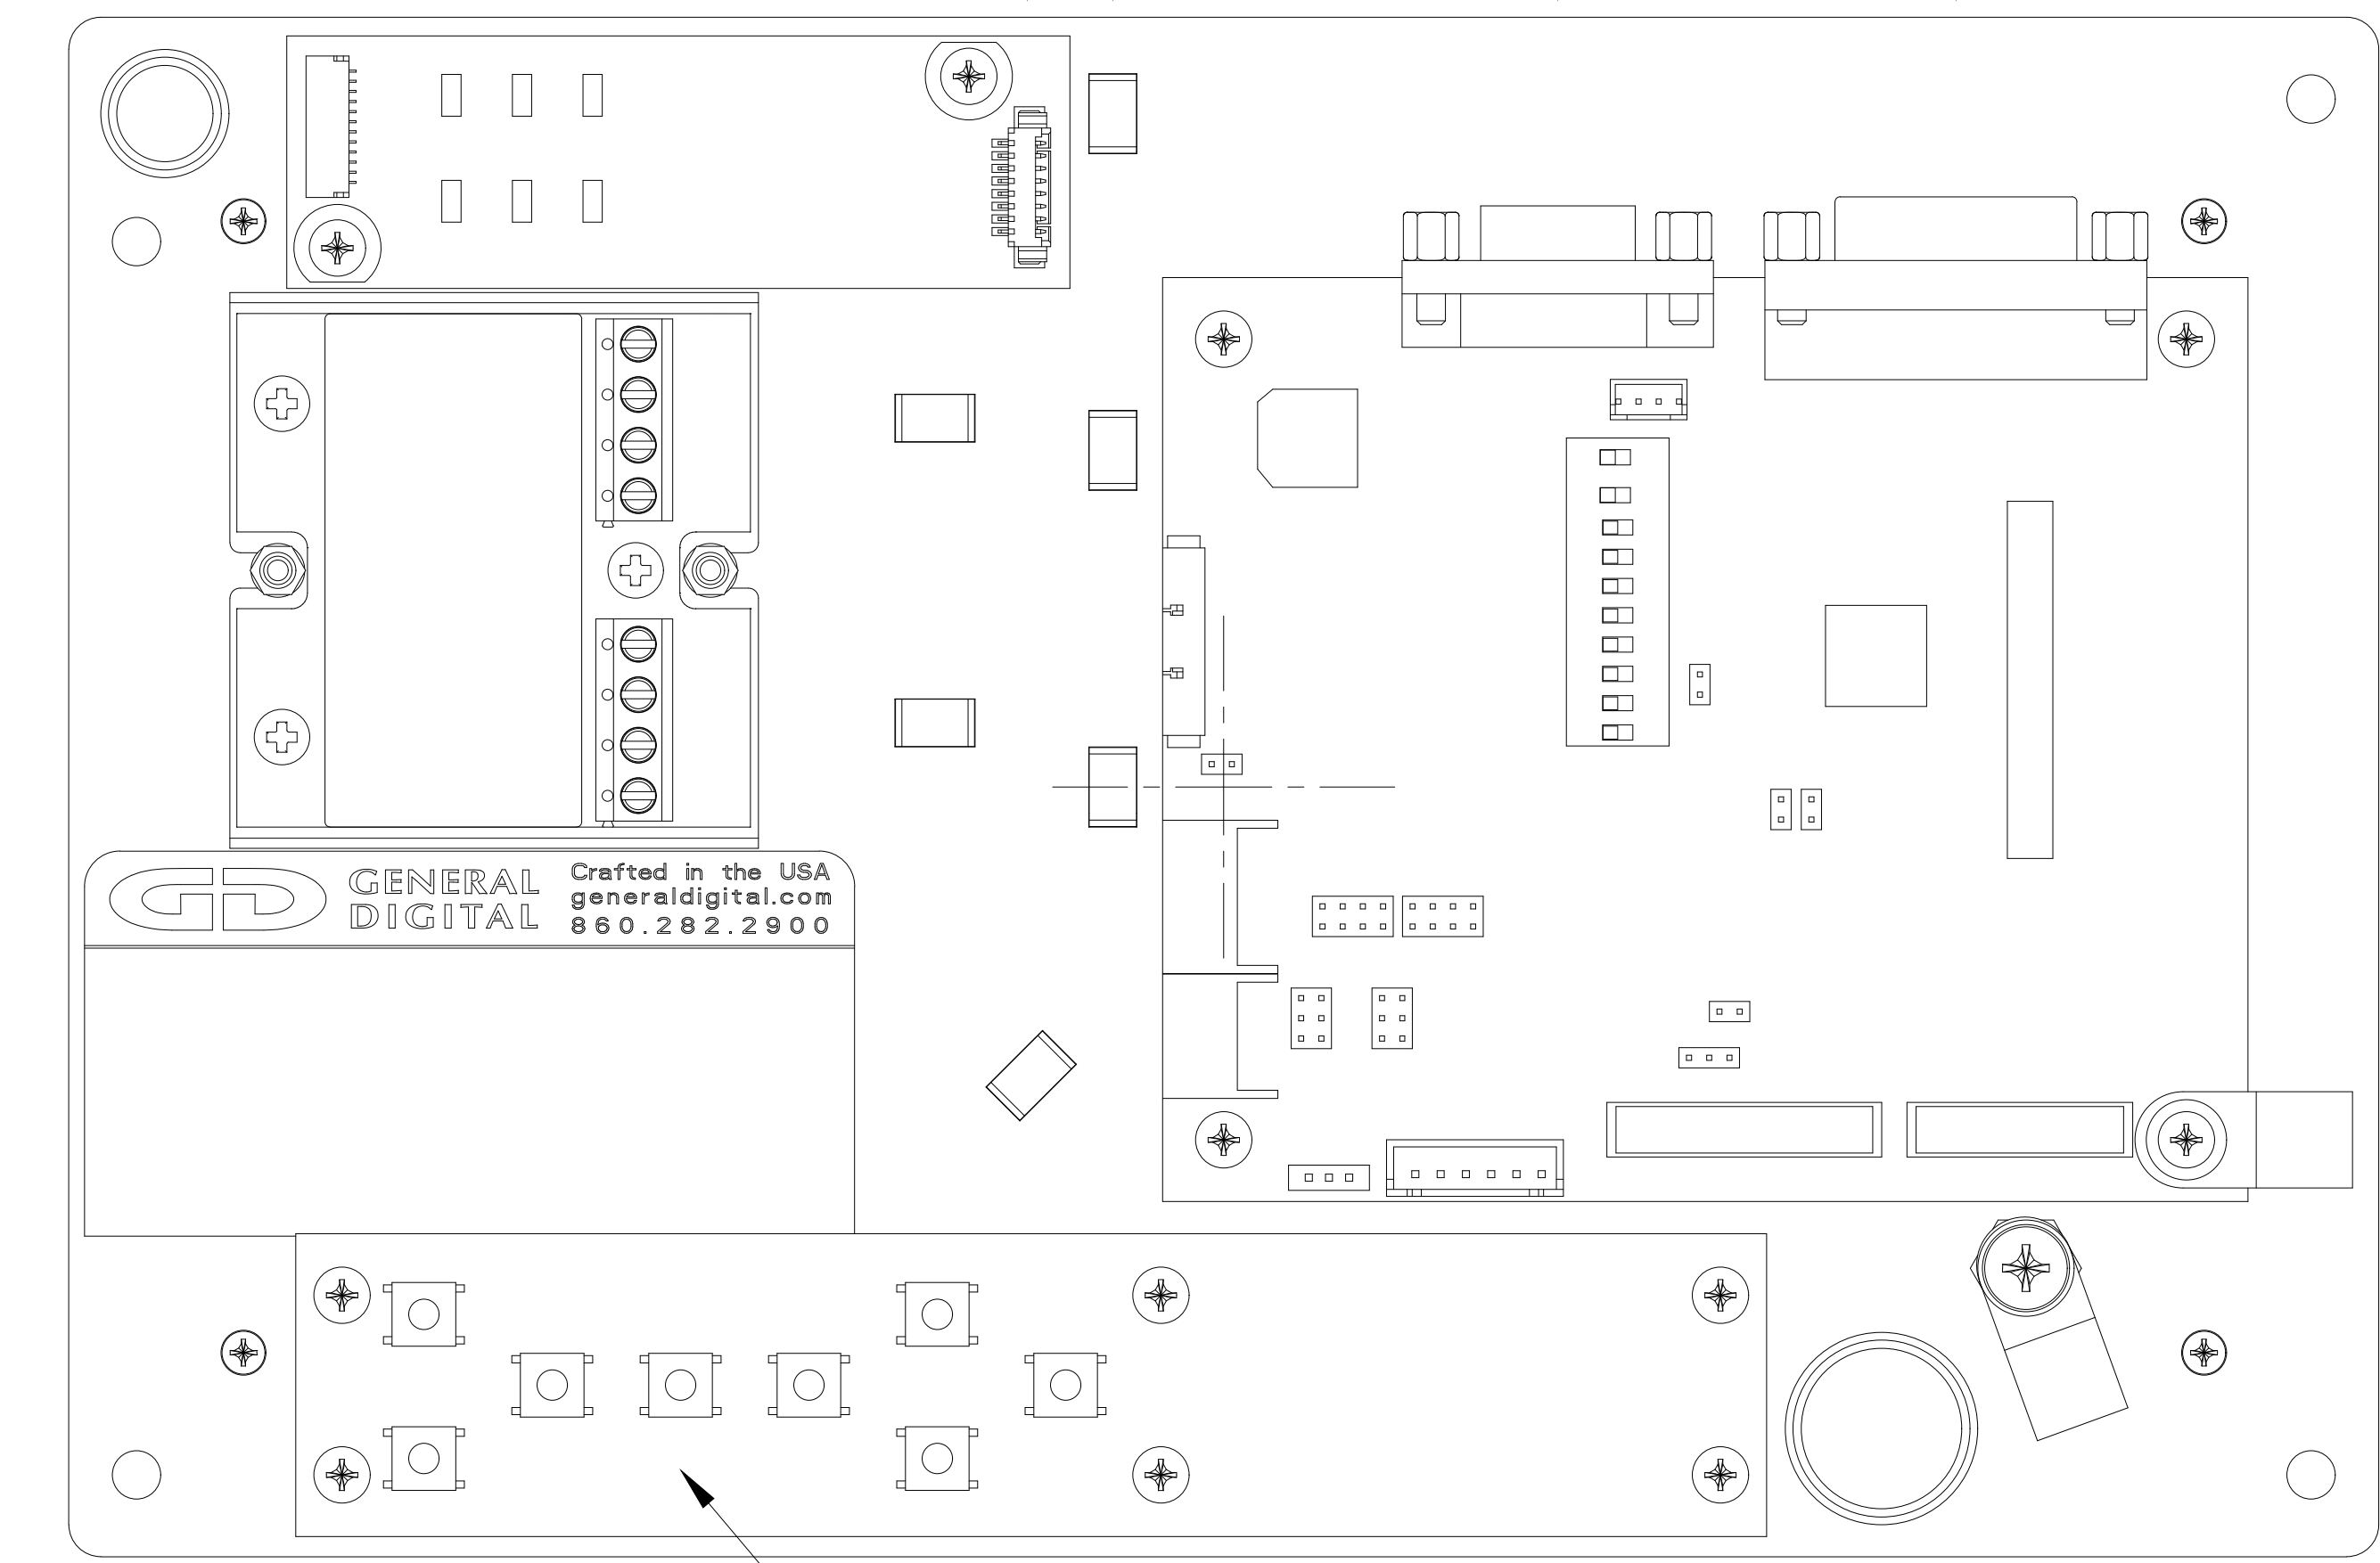 GENERAL
DIGITAL
Crafted in the USA
generaldigital.com
860.282.2900